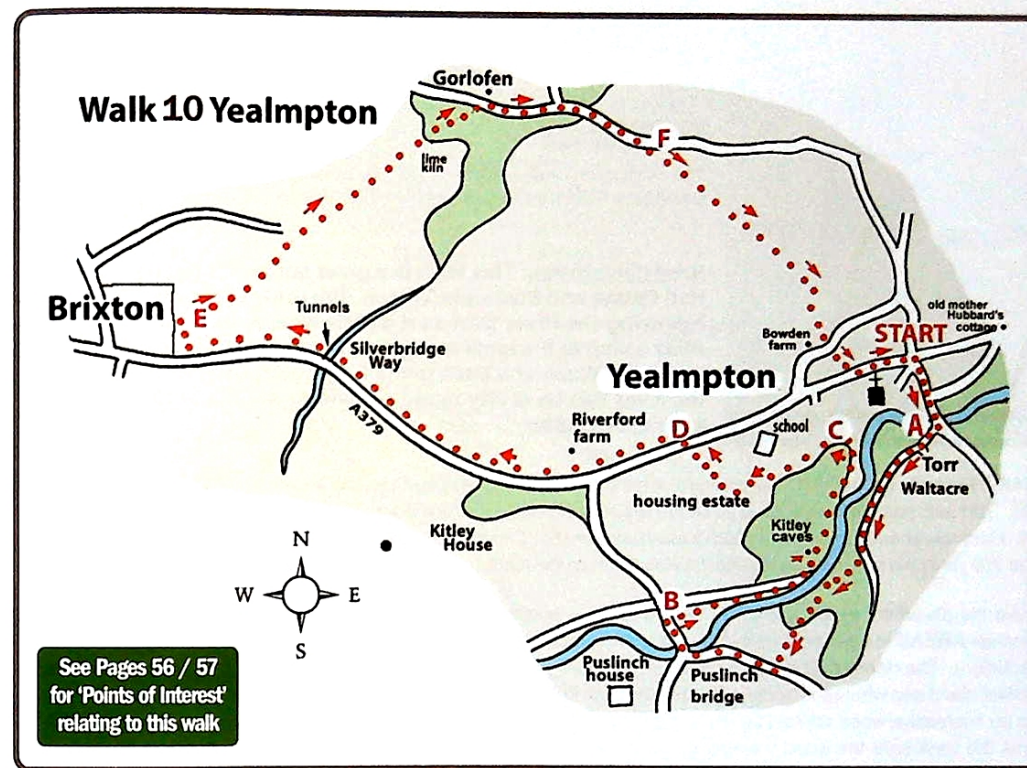 Gorlofen
Walk 10 Yealmpton
F
lime
kiln
Brixton
E
Tunnels
Silverbridge
Way
A379
old mother
Hubbard's
cottage
START
Bowden
farm
Yealmpton
Riverford
farm
D
school
C
A
Torr
Waltacre
housing estate
Kitley
caves
Kitley
House
N
W E
S
B
Puslinch
house
Puslinch
bridge
See Pages 56 / 57
for 'Points of Interest'
relating to this walk